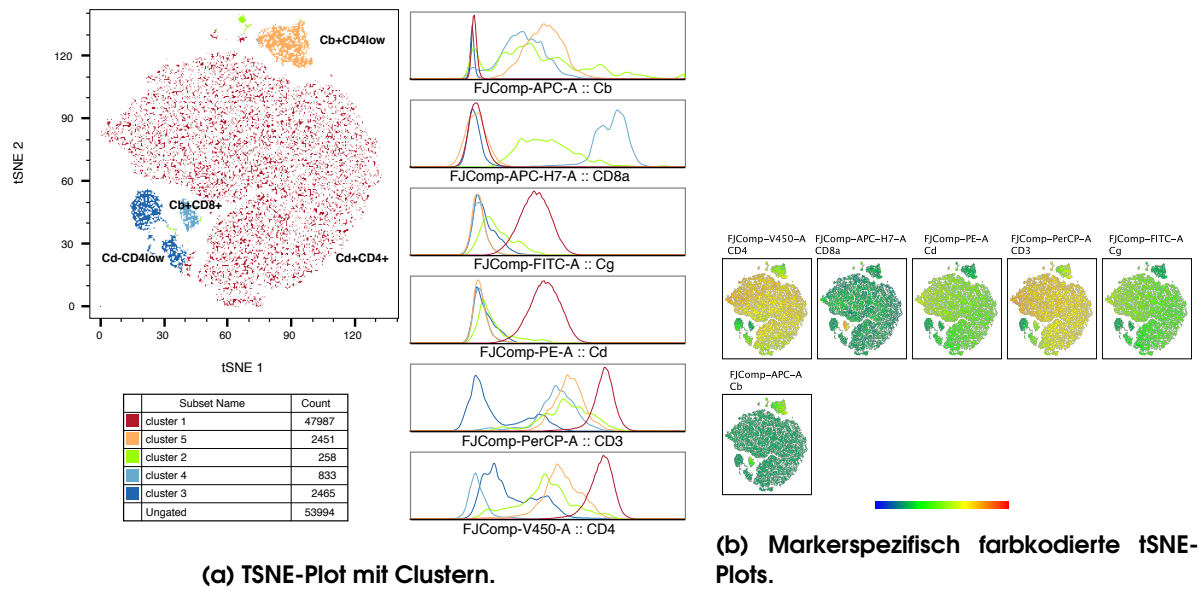 120
90
60
30
0
tSNE 2
0
30
60
90
120
tSNE 1
Cb+CD4low
Cb+CD8+
Cd-CD4low
Cd+CD4+
Subset Name Count
cluster 1 47987
cluster 5 2451
cluster 2 258
cluster 4 833
cluster 3 2465
Ungated 53994
FJComp-APC-A :: Cb
FJComp-APC-H7-A :: CD8a
FJComp-FITC-A :: Cg
FJComp-PE-A :: Cd
FJComp-PerCP-A :: CD3
FJComp-V450-A :: CD4
(a) TSNE-Plot mit Clustern.
FJComp-V450-A
CD4
FJComp-APC-H7-A
CD8a
FJComp-PE-A
Cd
FJComp-PerCP-A
CD3
FJComp-FITC-A
Cg
FJComp-APC-A
Cb
(b) Markerspezifisch farbkodierte tSNE-
Plots.